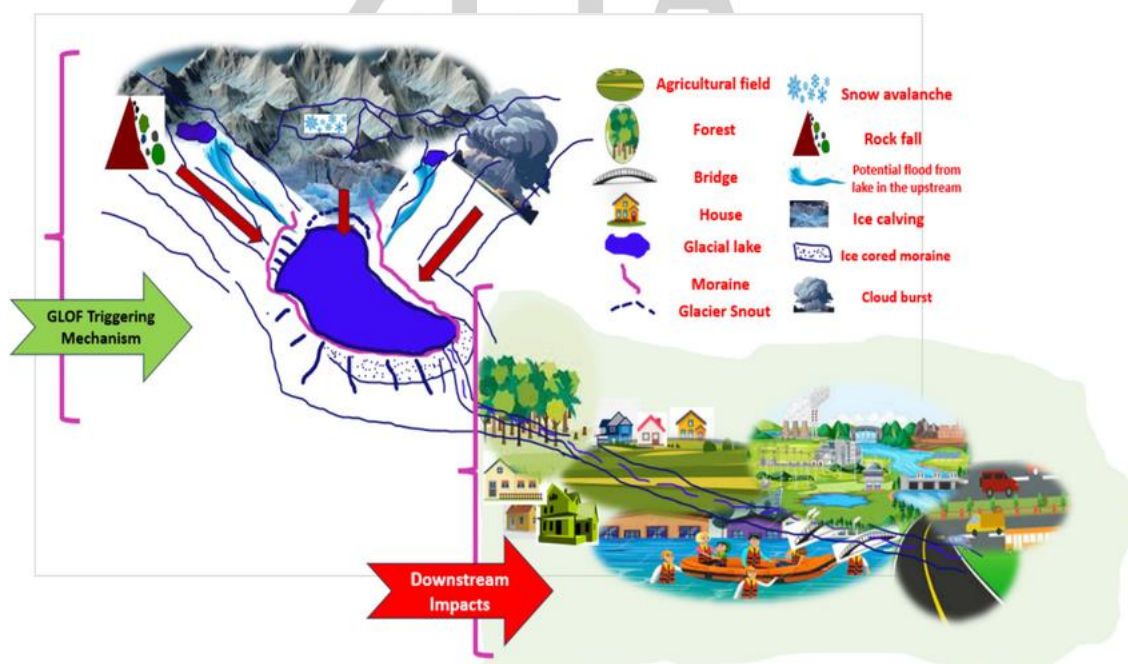 Agricultural field
Snow avalanche
Forest
Rock fall
Bridge
Potential flood from
lake in the upstream
House
Ice calving
Glacial lake
Ice cored moraine
Moraine
Cloud burst
Glacier Snout
GLOF Triggering
Mechanism
Downstream
Impacts